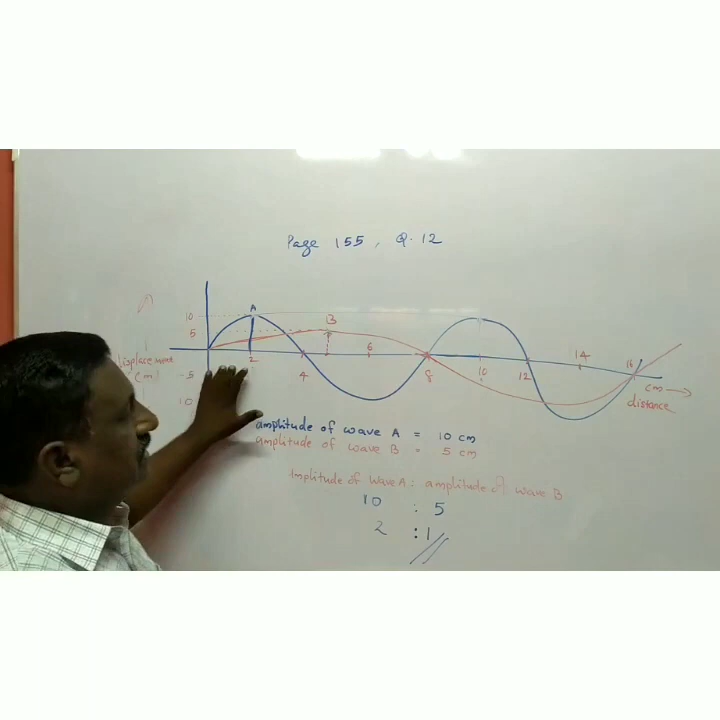 Page 155, Q.12
A
10
B
5
Displacement
(cm)
-5
10
2
4
6
8
10
12
14
16
cm →
distance
amplitude of wave A = 10 cm
amplitude of wave B = 5 cm
Implitude of wave A : amplitude of wave B
10 : 5
2 : 1